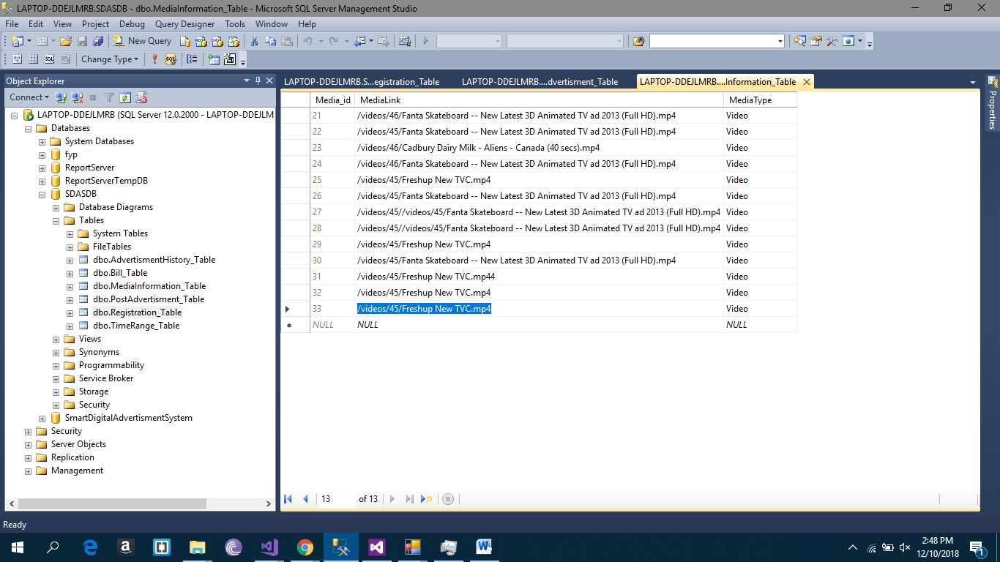 LAPTOP-DDEJLMRB.SDASDB - dbo.MediaInformation_Table - Microsoft SQL Server Management Studio
File Edit View Project Debug Query Designer Tools Window Help
New Query
Change Type
Object Explorer
Connect
LAPTOP-DDEJLMRB (SQL Server 12.0.2000 - LAPTOP-DDEJLM
Databases
System Databases
fyp
ReportServer
ReportServerTempDB
SDASDB
Database Diagrams
Tables
System Tables
FileTables
dbo.AdvertismentHistory_Table
dbo.Bill_Table
dbo.MediaInformation_Table
dbo.PostAdvertisment_Table
dbo.Registration_Table
dbo.TimeRange_Table
Views
Synonyms
Programmability
Service Broker
Storage
Security
SmartDigitalAdvertismentSystem
Security
Server Objects
Replication
Management
LAPTOP-DDEJLMRB.S...egistration_Table LAPTOP-DDEJLMRB....dvertisment_Table LAPTOP-DDEJLMRB....Information_Table
Media_id MediaLink MediaType
21 /videos/46/Fanta Skateboard -- New Latest 3D Animated TV ad 2013 (Full HD).mp4 Video
22 /videos/45/Fanta Skateboard -- New Latest 3D Animated TV ad 2013 (Full HD).mp4 Video
23 /videos/46/Cadbury Dairy Milk - Aliens - Canada (40 secs).mp4 Video
24 /videos/46/Fanta Skateboard -- New Latest 3D Animated TV ad 2013 (Full HD).mp4 Video
25 /videos/45/Freshup New TVC.mp4 Video
26 /videos/45/Fanta Skateboard -- New Latest 3D Animated TV ad 2013 (Full HD).mp4 Video
27 /videos/45//videos/45/Fanta Skateboard -- New Latest 3D Animated TV ad 2013 (Full HD).mp4 Video
28 /videos/45//videos/45/Fanta Skateboard -- New Latest 3D Animated TV ad 2013 (Full HD).mp4 Video
29 /videos/45/Freshup New TVC.mp4 Video
30 /videos/45/Fanta Skateboard -- New Latest 3D Animated TV ad 2013 (Full HD).mp4 Video
31 /videos/45/Freshup New TVC.mp44 Video
32 /videos/45/Freshup New TVC.mp4 Video
33 /videos/45/Freshup New TVC.mp4 Video
NULL NULL NULL
13 of 13
Properties
Ready
2:48 PM
12/10/2018
1